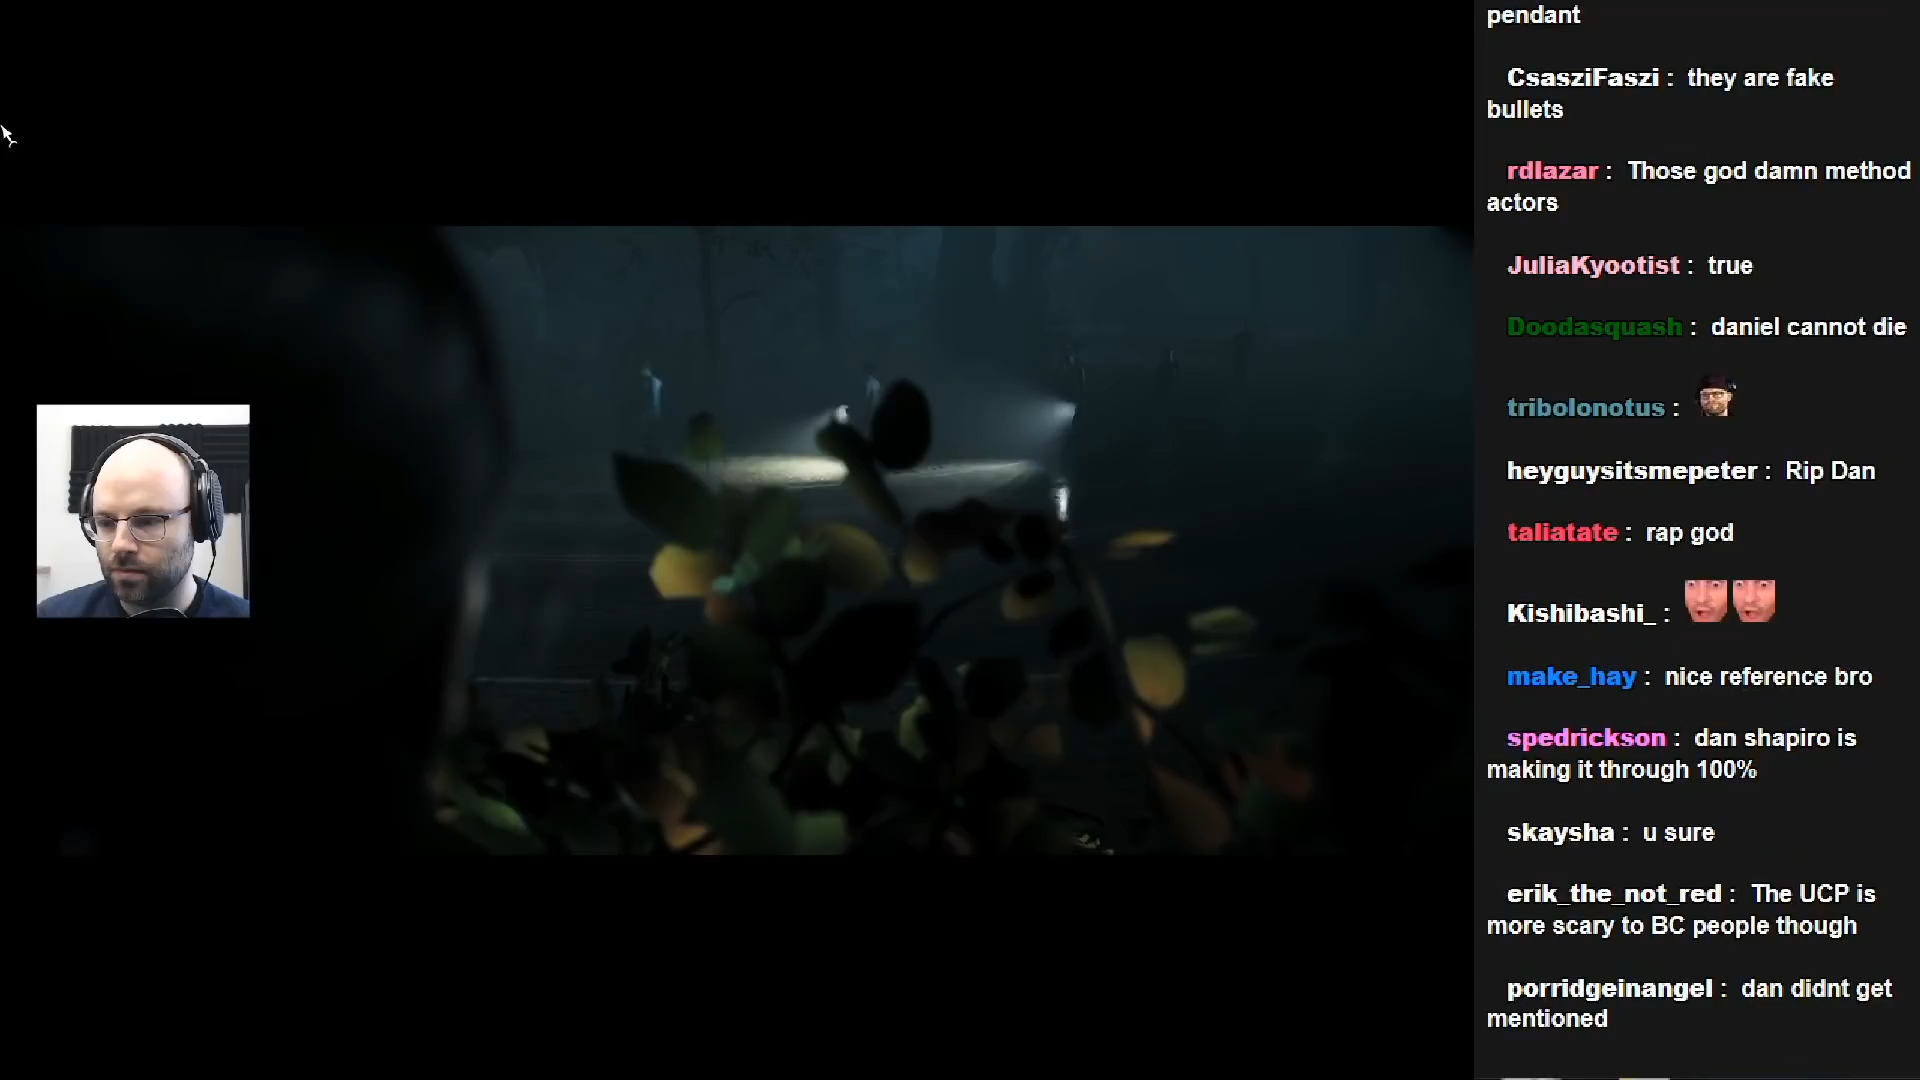 pendant
CsasziFaszi : they are fake
bullets
rdlazar : Those god damn method
actors
JuliaKyootist : true
Doodasquash : daniel cannot die
tribolonotus :
heyguysitsmepeter : Rip Dan
taliatate : rap god
Kishibashi_ :
make_hay : nice reference bro
spedrickson : dan shapiro is
making it through 100%
skaysha : u sure
erik_the_not_red : The UCP is
more scary to BC people though
porridgeinangel : dan didnt get
mentioned